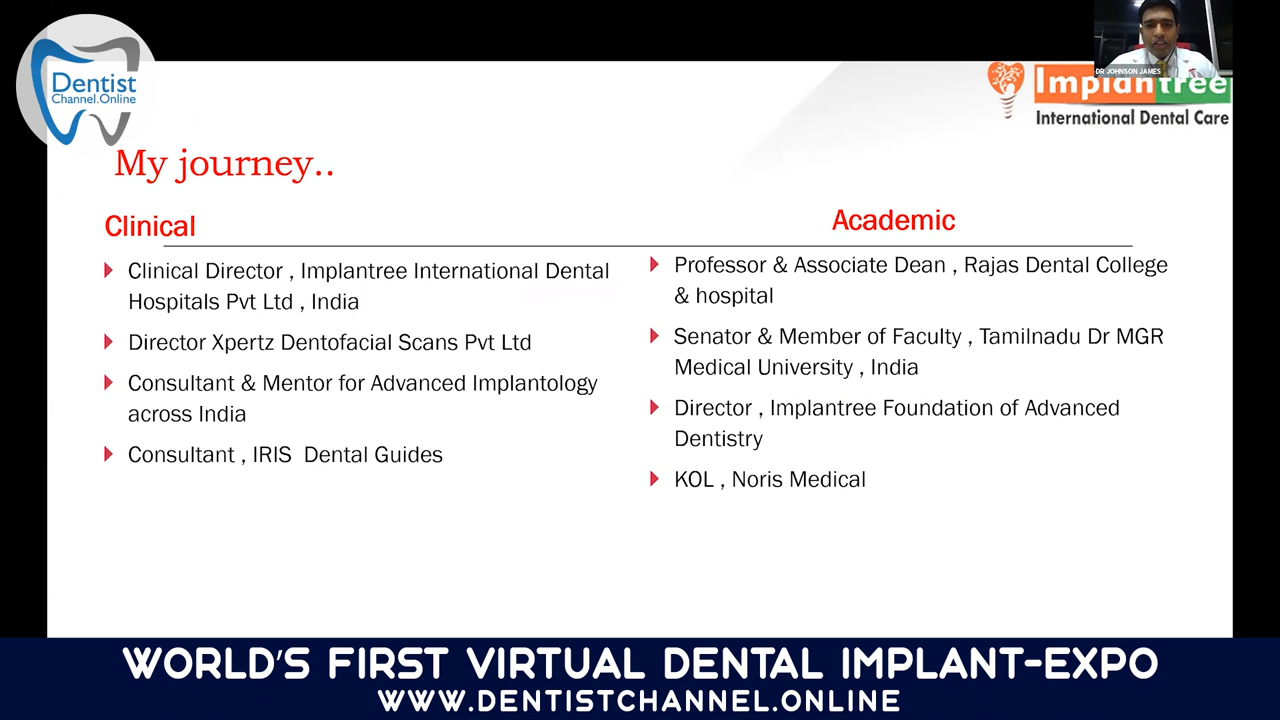 Dentist
Channel.Online
DR JOHNSON JAMES
Implantree
International Dental Care
My journey..
Clinical
Clinical Director , Implantree International Dental
Hospitals Pvt Ltd , India
Director Xpertz Dentofacial Scans Pvt Ltd
Consultant & Mentor for Advanced Implantology
across India
Consultant , IRIS Dental Guides
Academic
Professor & Associate Dean , Rajas Dental College
& hospital
Senator & Member of Faculty , Tamilnadu Dr MGR
Medical University , India
Director , Implantree Foundation of Advanced
Dentistry
KOL , Noris Medical
WORLD'S FIRST VIRTUAL DENTAL IMPLANT-EXPO
WWW.DENTISTCHANNEL.ONLINE